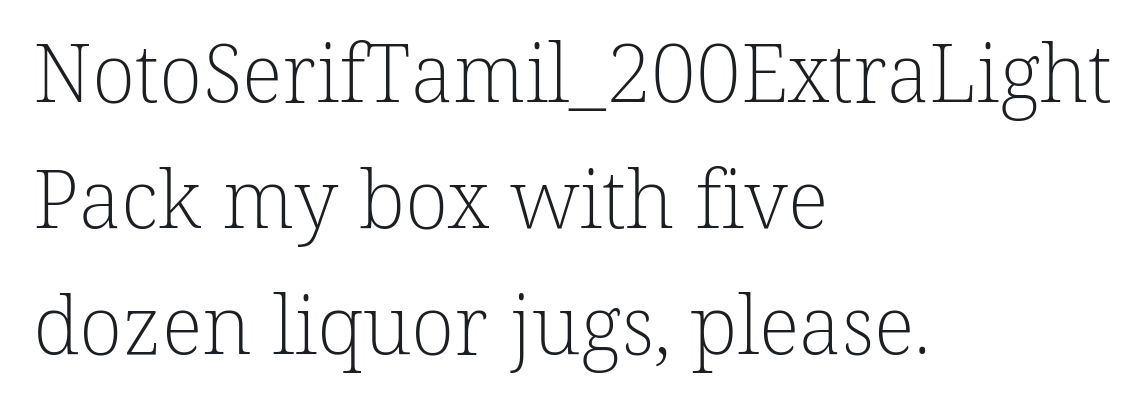 NotoSerifTamil_200ExtraLight
Pack my box with five
dozen liquor jugs, please.